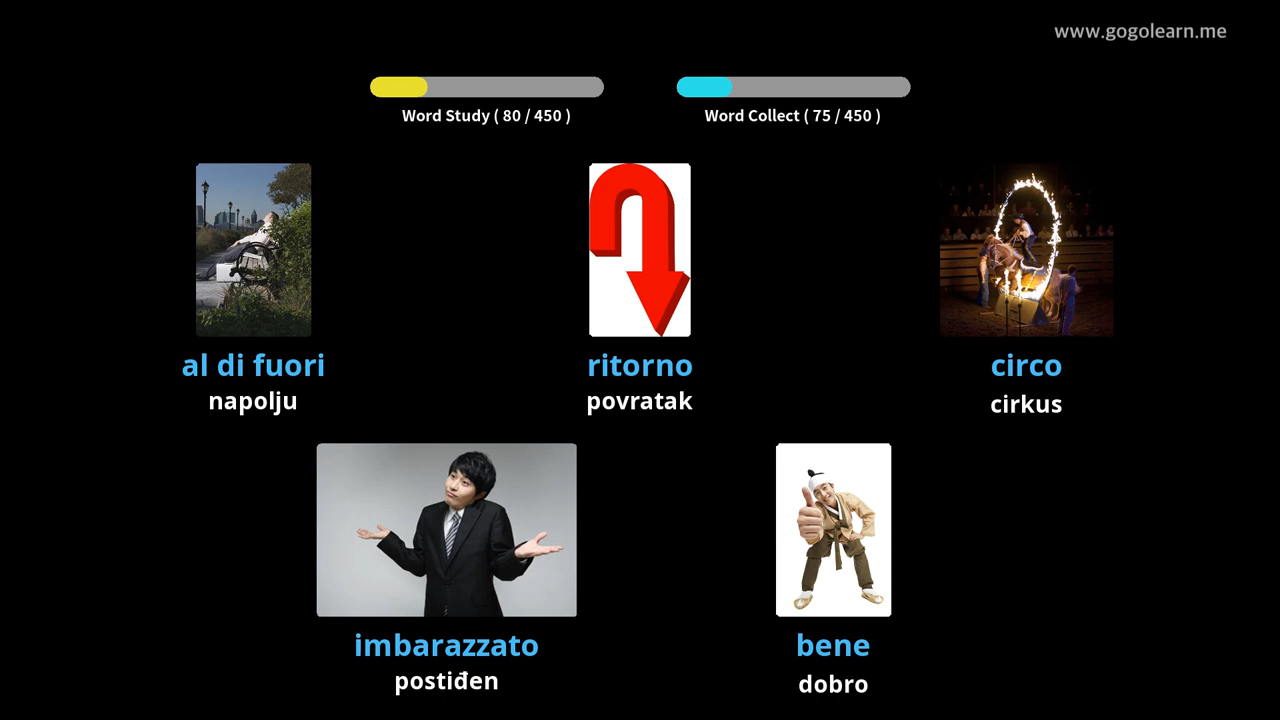 www.gogolearn.me
Word Study ( 80 / 450 )
Word Collect ( 75 / 450 )
al di fuori
napolju
ritorno
povratak
circo
cirkus
imbarazzato
postiđen
bene
dobro